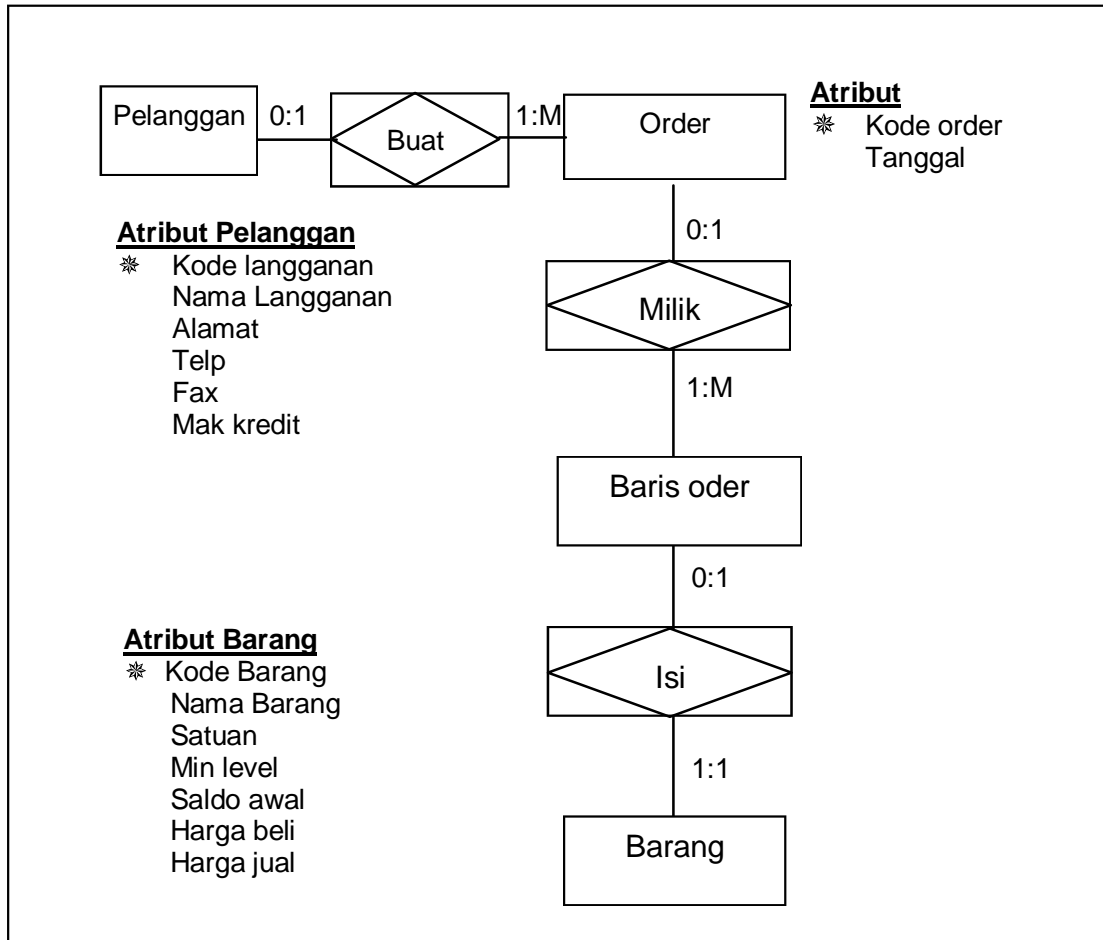 Pelanggan
0:1
Buat
1:M
Order
Atribut
Kode order
Tanggal
Atribut Pelanggan
Kode langganan
Nama Langganan
Alamat
Telp
Fax
Mak kredit
0:1
Milik
1:M
Baris oder
0:1
Atribut Barang
Kode Barang
Nama Barang
Satuan
Min level
Saldo awal
Harga beli
Harga jual
Isi
1:1
Barang